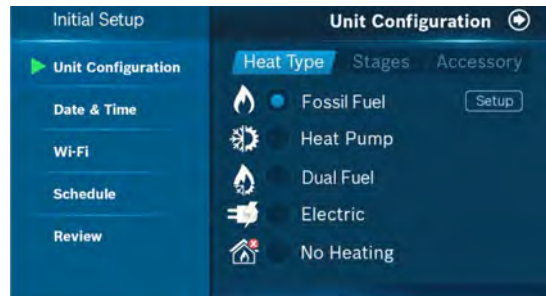 Initial Setup
Unit Configuration
Unit Configuration
Date & Time
Wi-Fi
Schedule
Review
Heat Type Stages Accessory
Fossil Fuel Setup
Heat Pump
Dual Fuel
Electric
No Heating